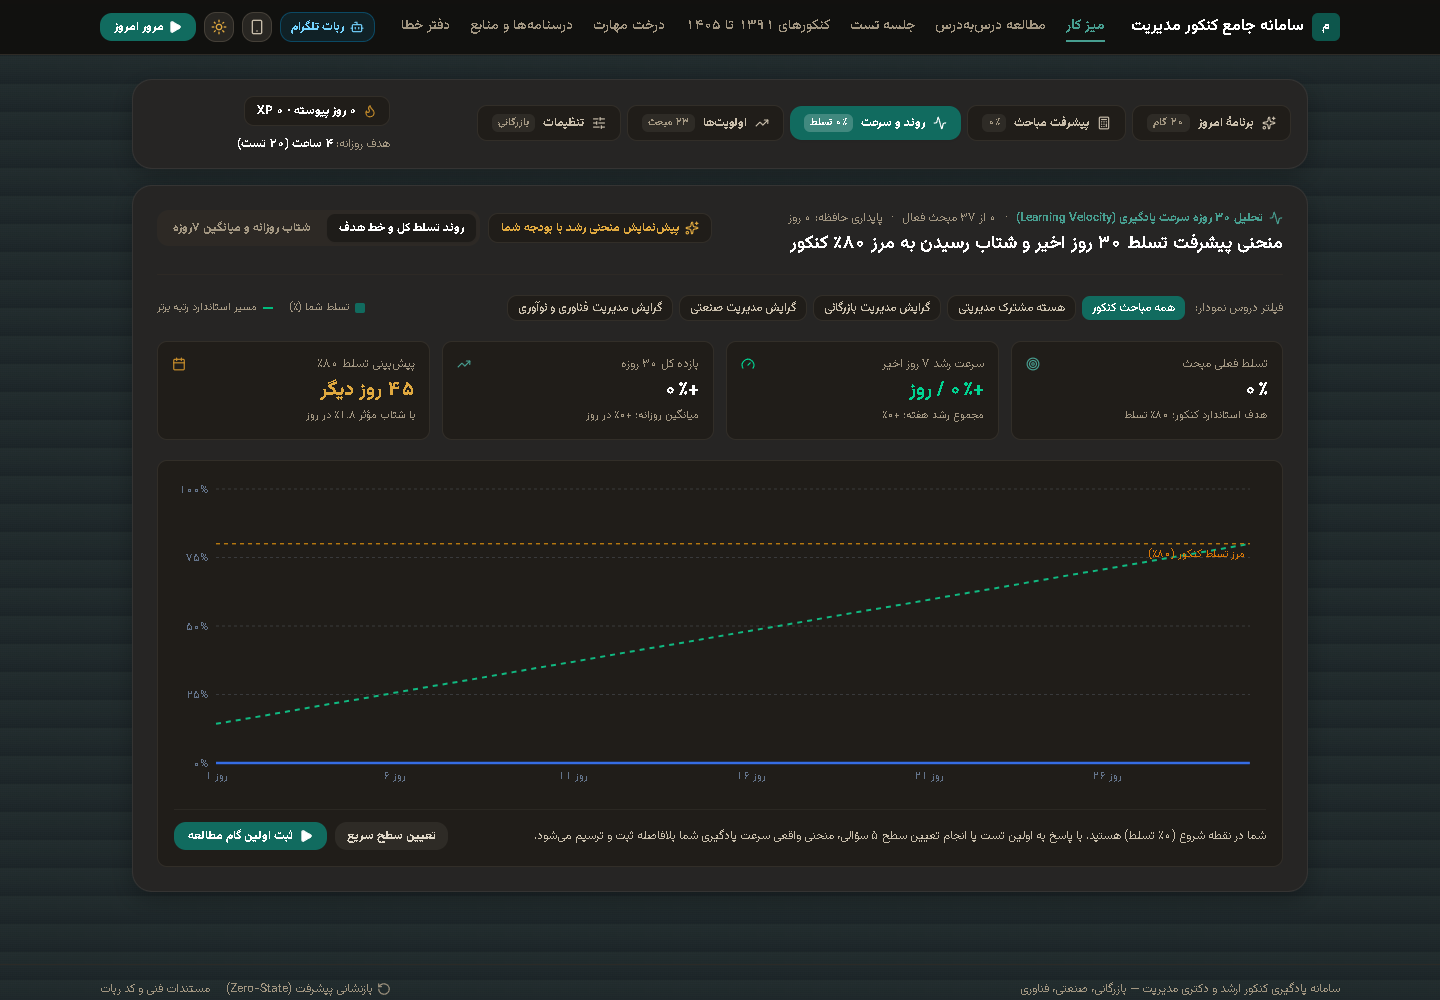 م سامانه جامع کنکور مدیریت
میز کار مطالعه درس‌به‌درس جلسه تست کنکورهای ۱۳۹۱ تا ۱۴۰۵ درخت مهارت درسنامه‌ها و منابع دفتر خطا
ربات تلگرام
مرور امروز
برنامهٔ امروز ۲۰ گام
پیشرفت مباحث ۰٪
روند و سرعت ۰٪ تسلط
اولویت‌ها ۲۳ مبحث
تنظیمات بازرگانی
۰ روز پیوسته · ۰ XP
هدف روزانه: ۴ ساعت (۲۰ تست)
تحلیل ۳۰ روزه سرعت یادگیری (Learning Velocity) · ۰ از ۳۷ مبحث فعال · پایداری حافظه: ۰ روز
منحنی پیشرفت تسلط ۳۰ روز اخیر و شتاب رسیدن به مرز ۸۰٪ کنکور
پیش‌نمایش منحنی رشد با بودجه شما
روند تسلط کل و خط هدف
شتاب روزانه و میانگین ۷روزه
فیلتر دروس نمودار: همه مباحث کنکور هسته مشترک مدیریتی گرایش مدیریت بازرگانی گرایش مدیریت صنعتی گرایش مدیریت فناوری و نوآوری
تسلط شما (٪) مسیر استاندارد رتبه برتر
تسلط فعلی مبحث
۰٪
هدف استاندارد کنکور: ۸۰٪ تسلط
سرعت رشد ۷ روز اخیر
+۰٪ / روز
مجموع رشد هفته: +۰٪
بازده کل ۳۰ روزه
+۰٪
میانگین روزانه: +۰٪ در روز
پیش‌بینی تسلط ۸۰٪
۴۵ روز دیگر
با شتاب مؤثر ۱.۸٪ در روز
۱۰۰%
مرز تسلط کنکور (۸۰٪)
۷۵%
۵۰%
۲۵%
۰%
روز ۱ روز ۶ روز ۱۱ روز ۱۶ روز ۲۱ روز ۲۶
شما در نقطه شروع (۰٪ تسلط) هستید. با پاسخ به اولین تست یا انجام تعیین سطح ۵ سؤالی، منحنی واقعی سرعت یادگیری شما بلافاصله ثبت و ترسیم می‌شود.
تعیین سطح سریع
ثبت اولین گام مطالعه
سامانه یادگیری کنکور ارشد و دکتری مدیریت — بازرگانی، صنعتی، فناوری
بازنشانی پیشرفت (Zero-State) مستندات فنی و کد ربات